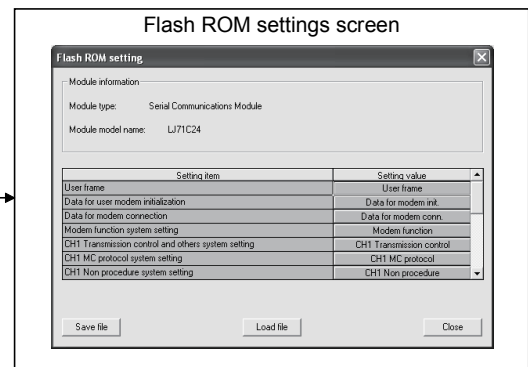 Flash ROM settings screen
Flash ROM setting
Module information
Module type: Serial Communications Module
Module model name: LJ71C24
Setting item Setting value
User frame User frame
Data for user modem initialization Data for modem init.
Data for modem connection Data for modem conn.
Modem function system setting Modem function
CH1 Transmission control and others system setting CH1 Transmission control
CH1 MC protocol system setting CH1 MC protocol
CH1 Non procedure system setting CH1 Non procedure
Save file Load file Close